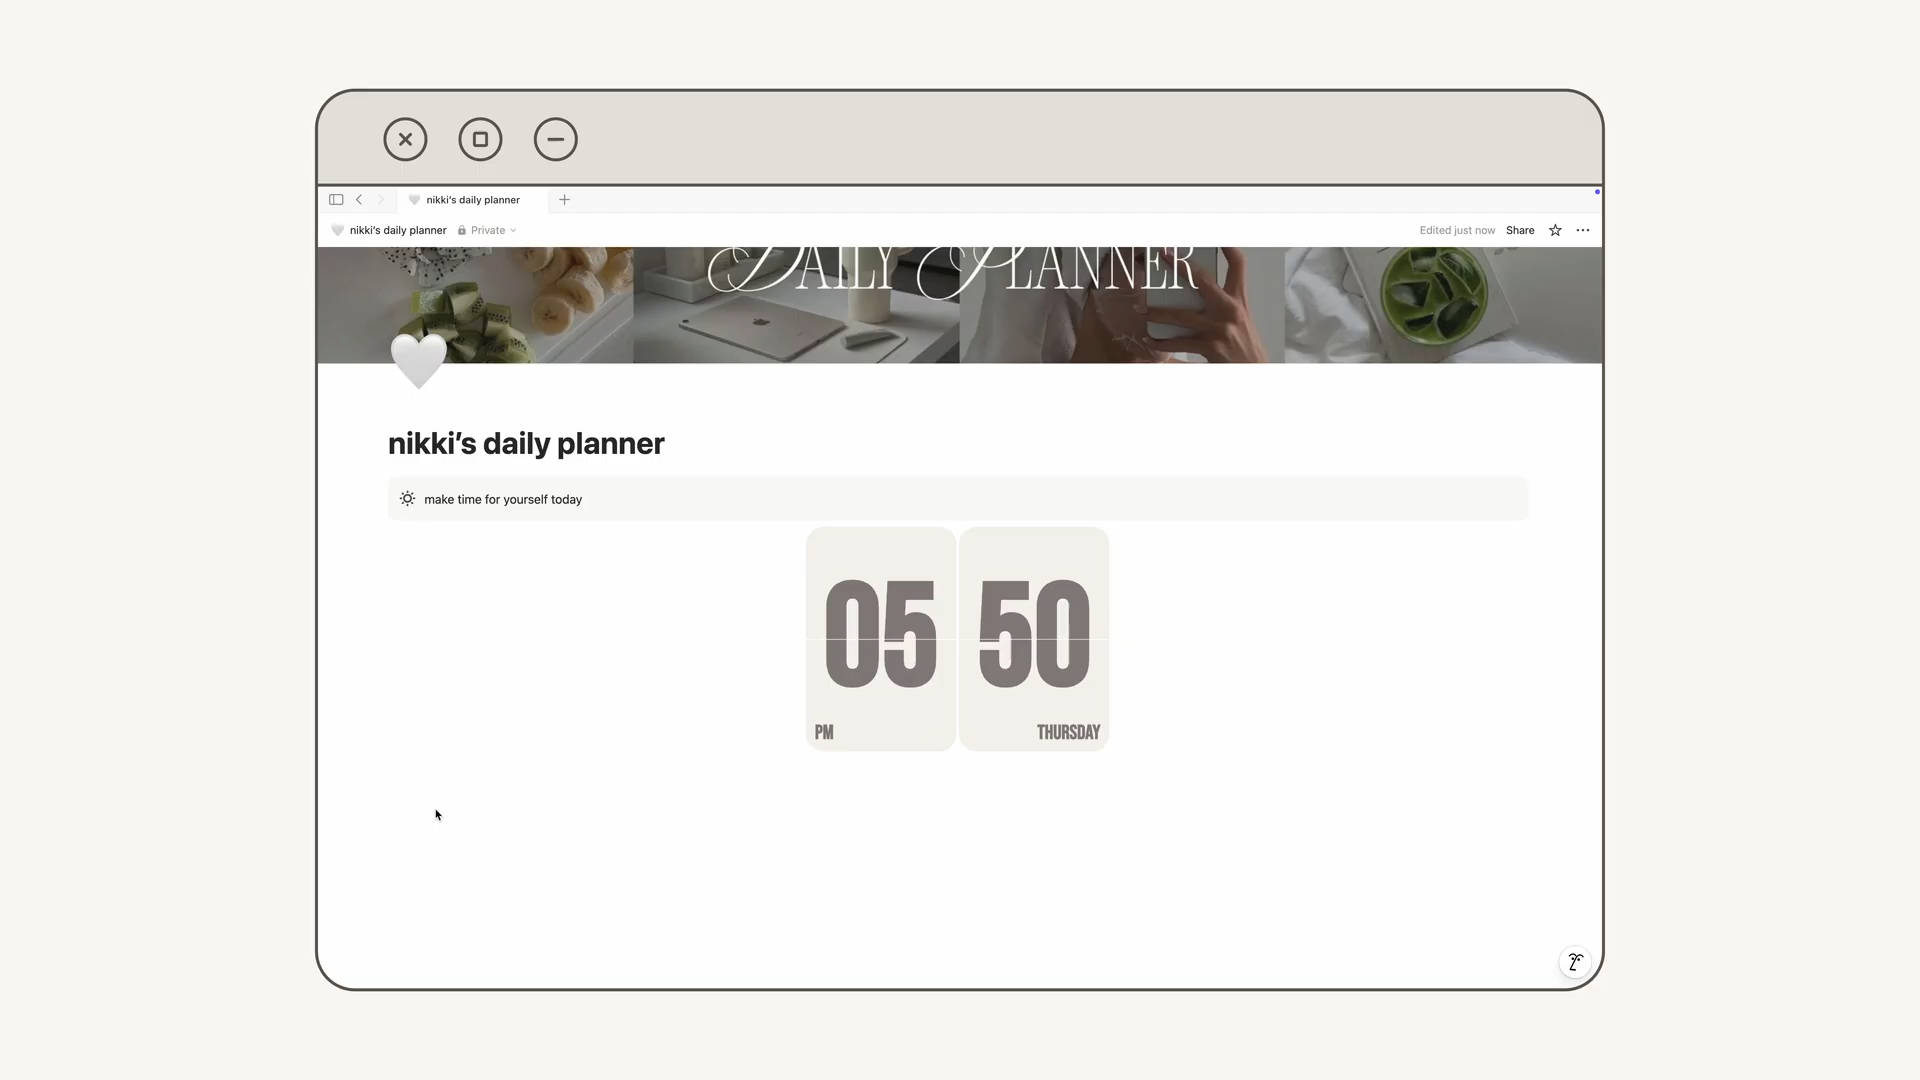 nikki's daily planner
nikki's daily planner Private Edited just now Share
DAILY PLANNER
nikki's daily planner
make time for yourself today
05 50
PM THURSDAY